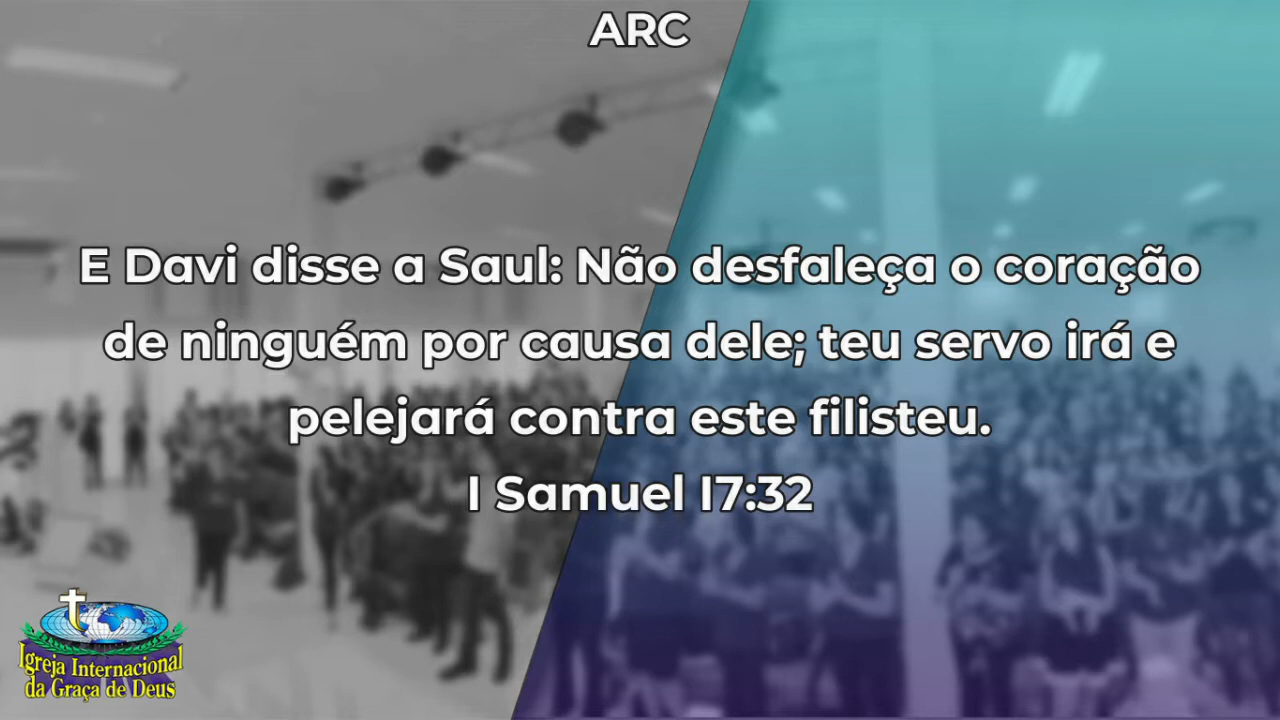 ARC
E Davi disse a Saul: Não desfaleça o coração
de ninguém por causa dele; teu servo irá e
pelejará contra este filisteu.
I Samuel I7:32
Igreja Internacional
da Graça de Deus